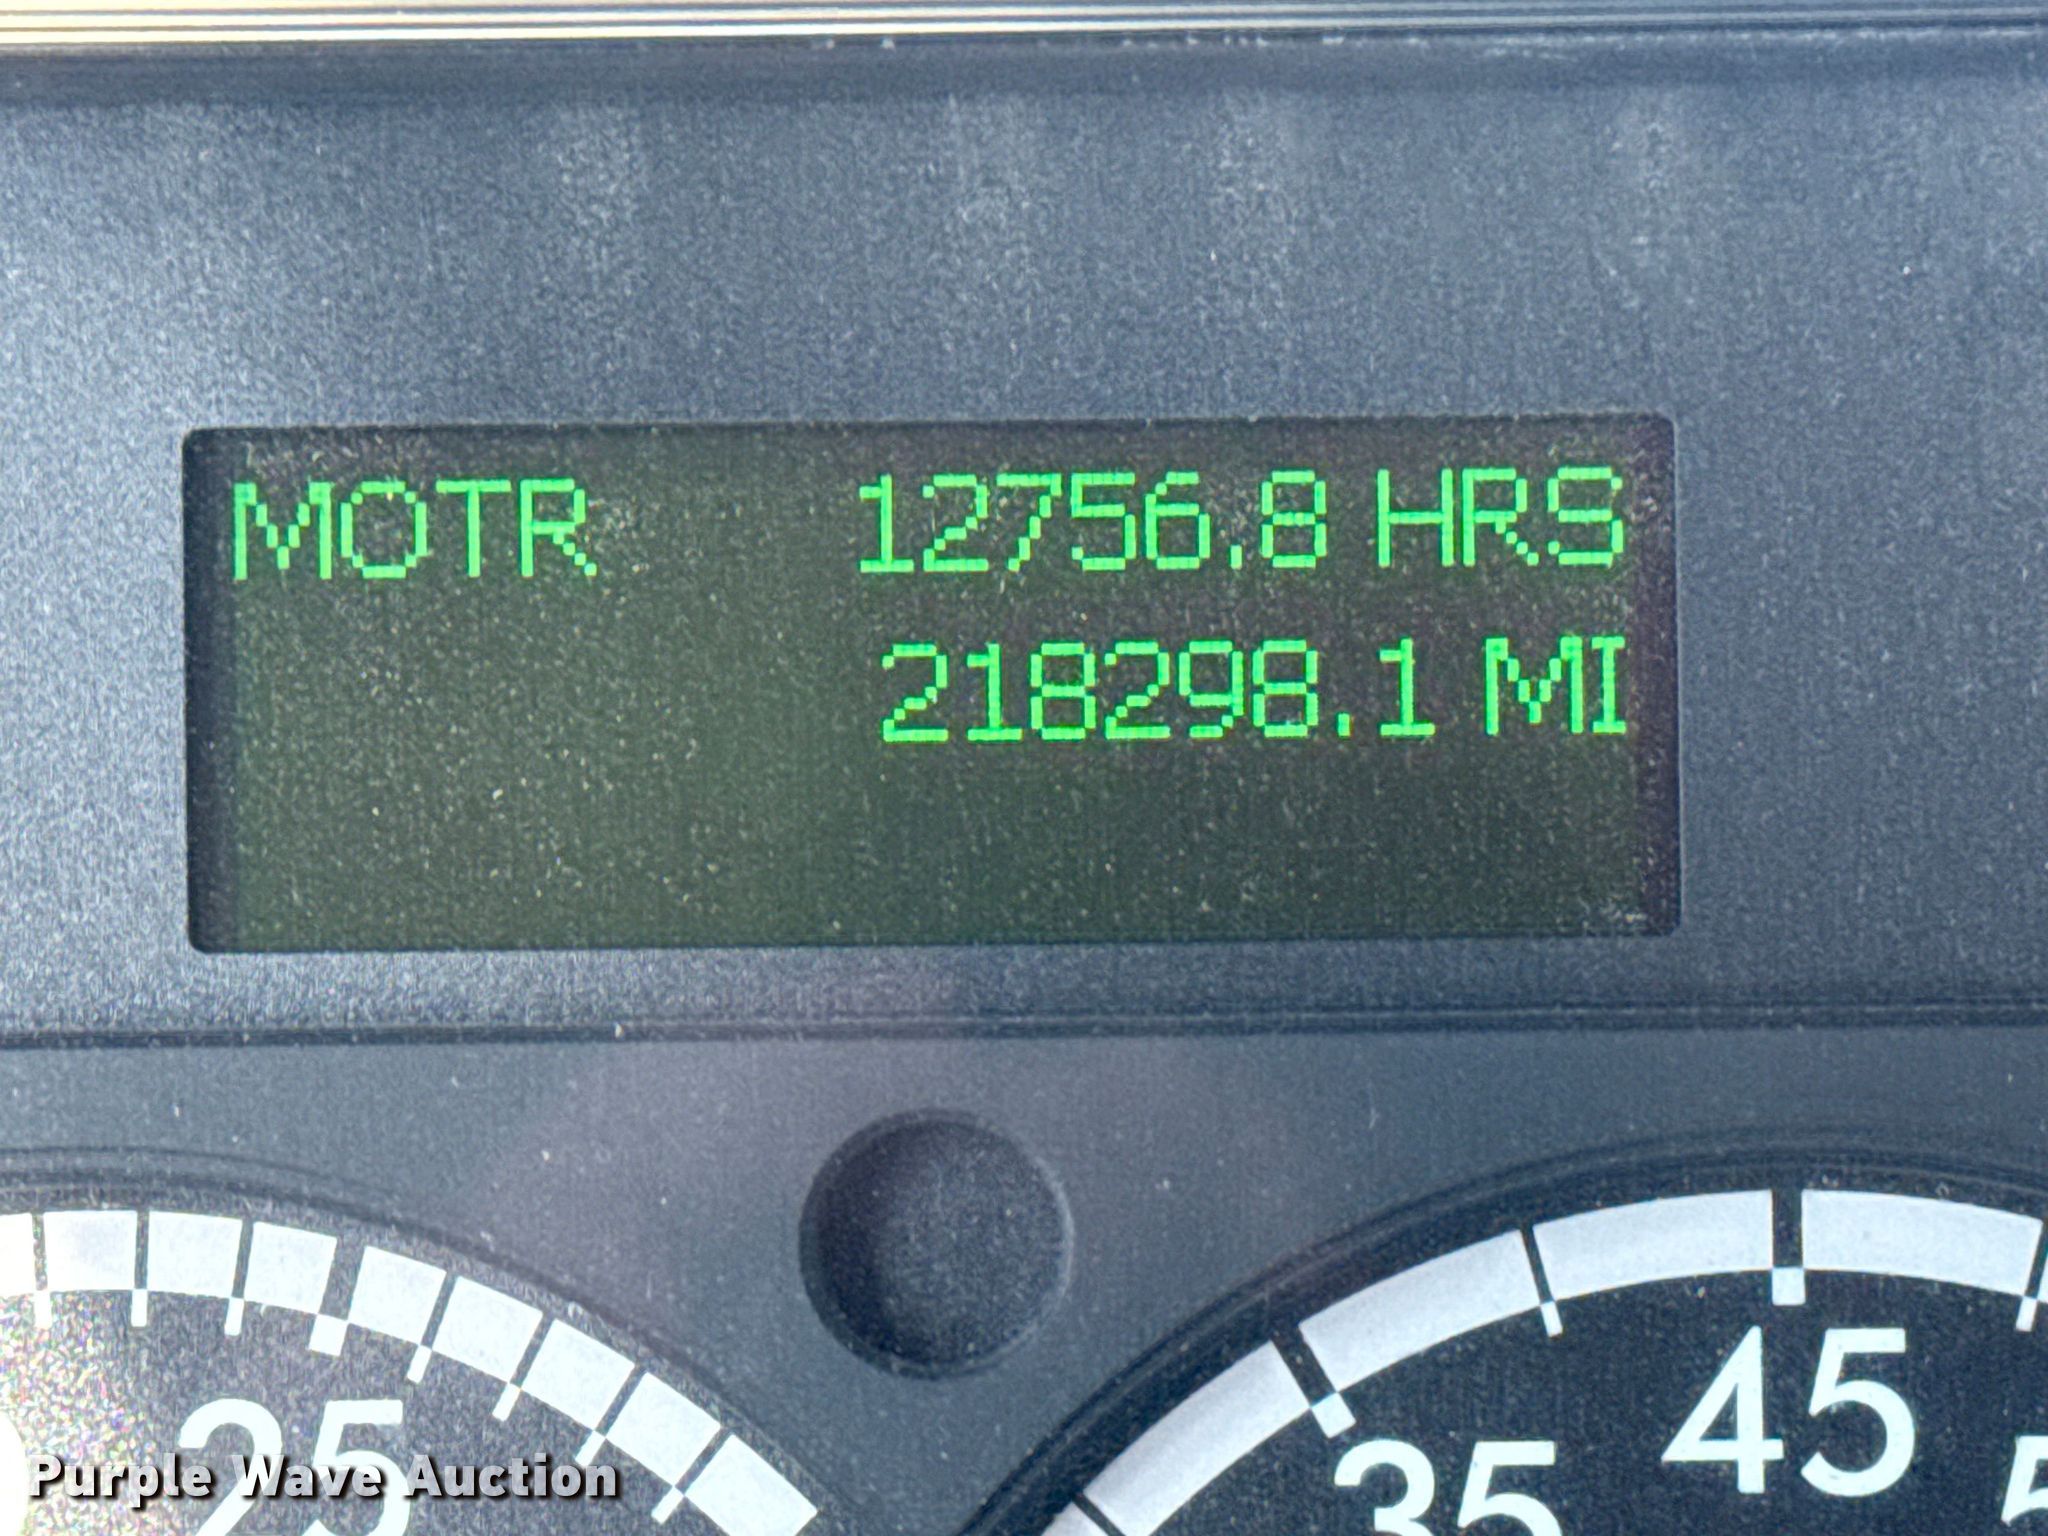 MOTR 12756.8 HRS
218298.1 MI
25
35
45
Purple Wave Auction